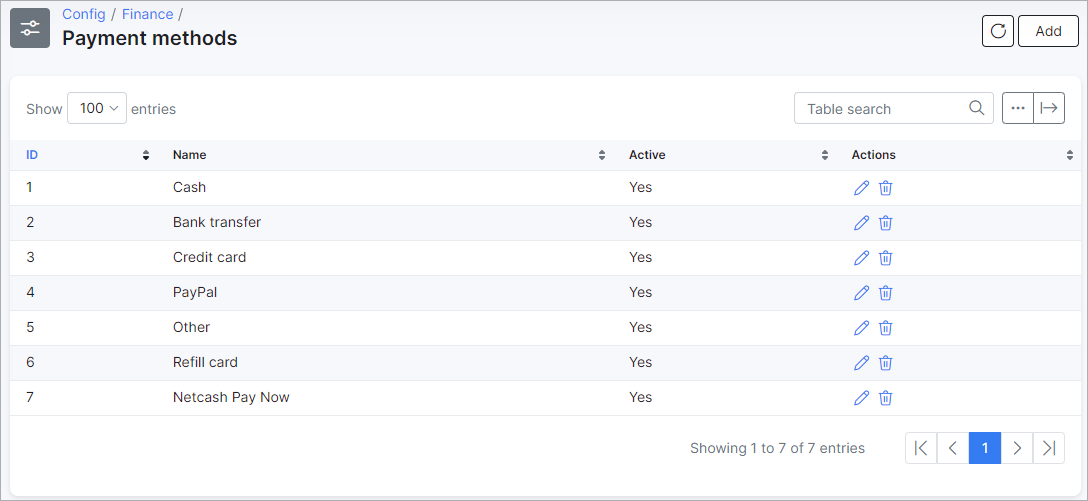 Config / Finance /
Payment methods
Add
Show 100 entries
Table search
ID Name Active Actions
1 Cash Yes
2 Bank transfer Yes
3 Credit card Yes
4 PayPal Yes
5 Other Yes
6 Refill card Yes
7 Netcash Pay Now Yes
Showing 1 to 7 of 7 entries
1